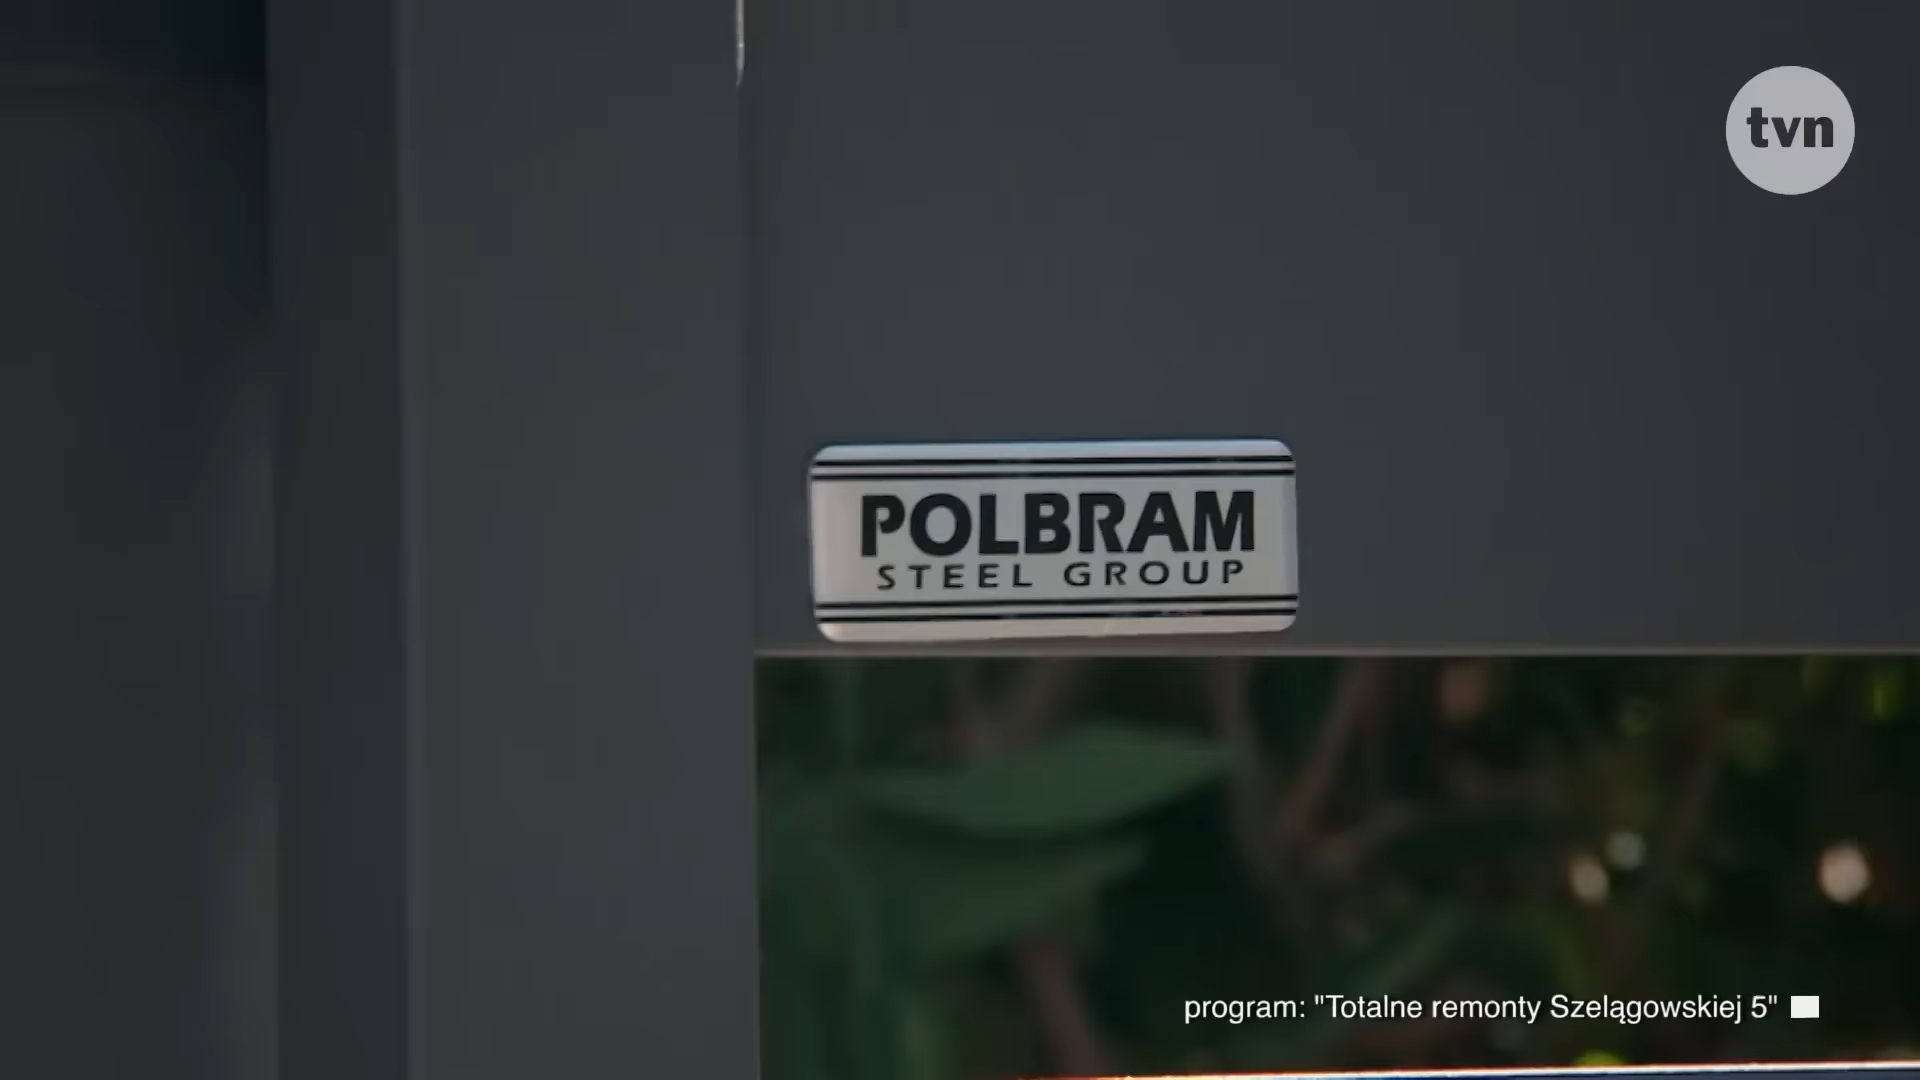 tvn
POLBRAM
STEEL GROUP
program: "Totalne remonty Szelągowskiej 5"